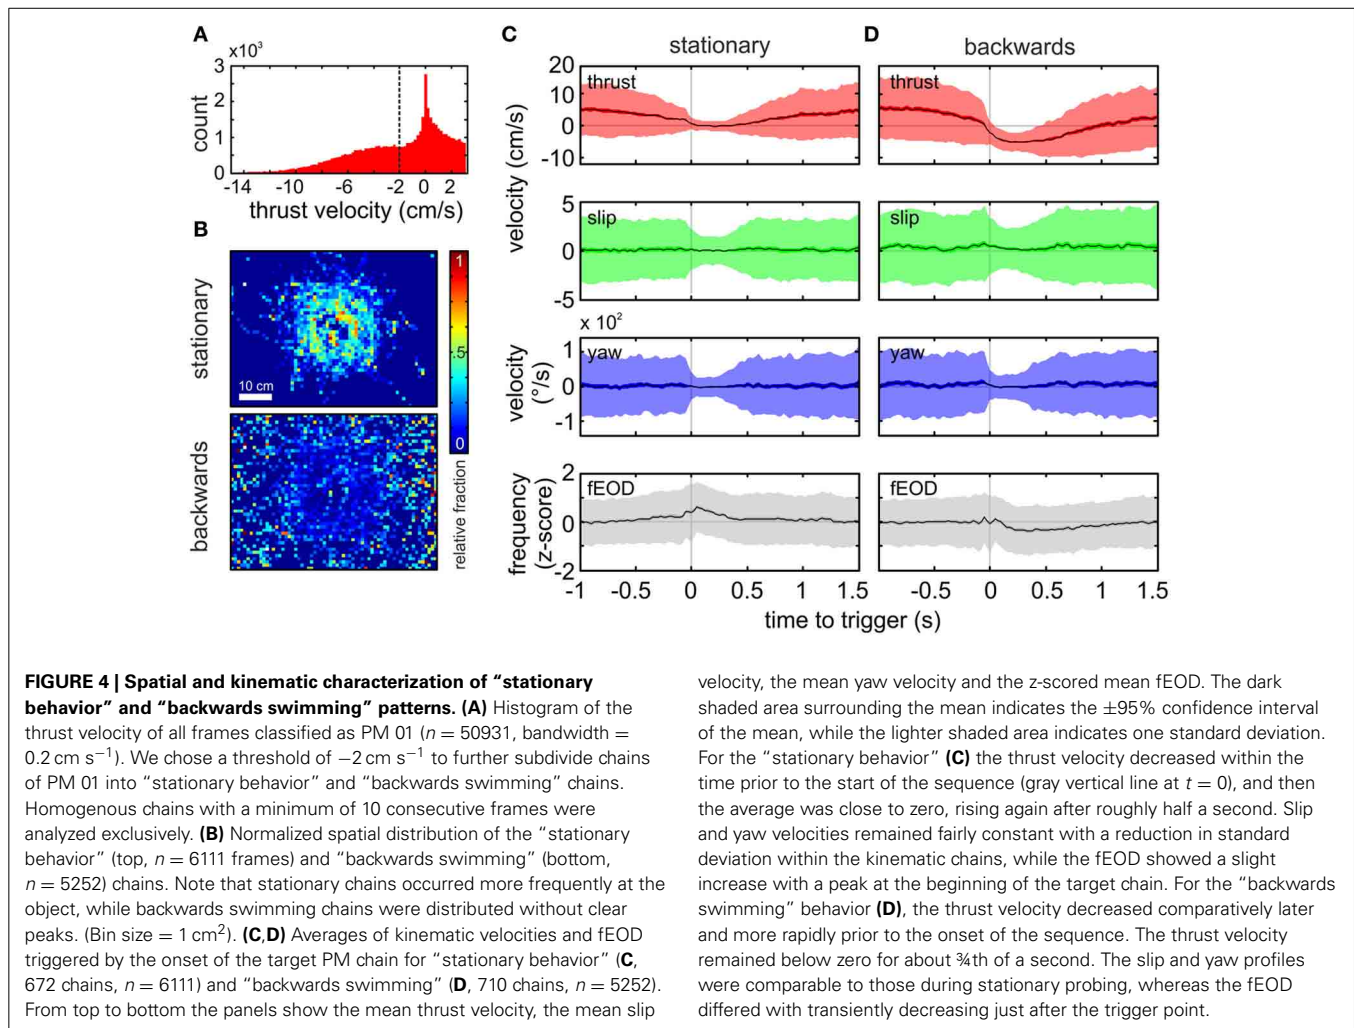 A
×10³
3
2
1
0
count
-14
-10
-6
-2
0
2
thrust velocity (cm/s)
B
stationary
10 cm
backwards
1
.5
0
relative fraction
C
stationary
D
backwards
20
10
0
-10
thrust
thrust
velocity (cm/s)
5
0
-5
slip
slip
x 10²
1
0
-1
yaw
yaw
velocity
(°/s)
2
0
-2
fEOD
fEOD
frequency
(z-score)
-1
-0.5
0
0.5
1
1.5
-0.5
0
0.5
1
1.5
time to trigger (s)
FIGURE 4 | Spatial and kinematic characterization of “stationary
behavior” and “backwards swimming” patterns. (A) Histogram of the
thrust velocity of all frames classified as PM 01 (n = 50931, bandwidth =
0.2 cm s⁻¹). We chose a threshold of −2 cm s⁻¹ to further subdivide chains
of PM 01 into “stationary behavior” and “backwards swimming” chains.
Homogenous chains with a minimum of 10 consecutive frames were
analyzed exclusively. (B) Normalized spatial distribution of the “stationary
behavior” (top, n = 6111 frames) and “backwards swimming” (bottom,
n = 5252) chains. Note that stationary chains occurred more frequently at the
object, while backwards swimming chains were distributed without clear
peaks. (Bin size = 1 cm²). (C,D) Averages of kinematic velocities and fEOD
triggered by the onset of the target PM chain for “stationary behavior” (C,
672 chains, n = 6111) and “backwards swimming” (D, 710 chains, n = 5252).
From top to bottom the panels show the mean thrust velocity, the mean slip
velocity, the mean yaw velocity and the z-scored mean fEOD. The dark
shaded area surrounding the mean indicates the ±95% confidence interval
of the mean, while the lighter shaded area indicates one standard deviation.
For the “stationary behavior” (C) the thrust velocity decreased within the
time prior to the start of the sequence (gray vertical line at t = 0), and then
the average was close to zero, rising again after roughly half a second. Slip
and yaw velocities remained fairly constant with a reduction in standard
deviation within the kinematic chains, while the fEOD showed a slight
increase with a peak at the beginning of the target chain. For the “backwards
swimming” behavior (D), the thrust velocity decreased comparatively later
and more rapidly prior to the onset of the sequence. The thrust velocity
remained below zero for about ¾th of a second. The slip and yaw profiles
were comparable to those during stationary probing, whereas the fEOD
differed with transiently decreasing just after the trigger point.